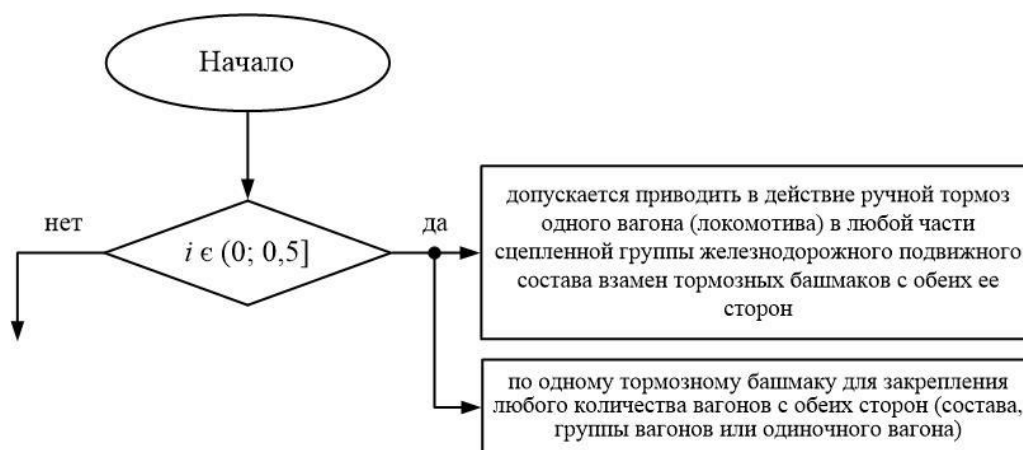 Начало
нет
да
i є (0; 0,5]
допускается приводить в действие ручной тормоз
одного вагона (локомотива) в любой части
сцепленной группы железнодорожного подвижного
состава взамен тормозных башмаков с обеих ее
сторон
по одному тормозному башмаку для закрепления
любого количества вагонов с обеих сторон (состава,
группы вагонов или одиночного вагона)